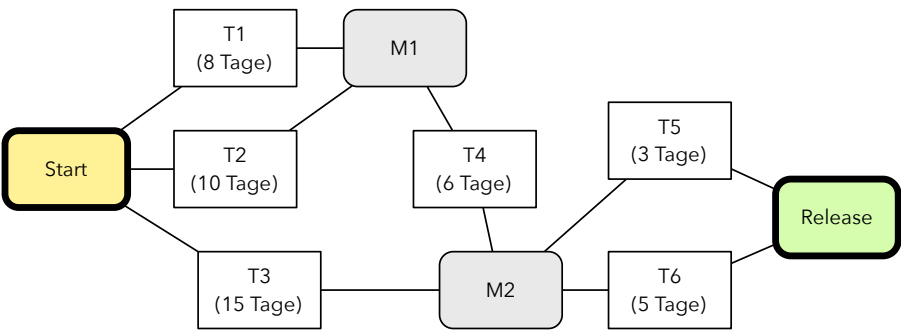 T1
(8 Tage)
M1
Start
T2
(10 Tage)
T4
(6 Tage)
T5
(3 Tage)
Release
T3
(15 Tage)
M2
T6
(5 Tage)